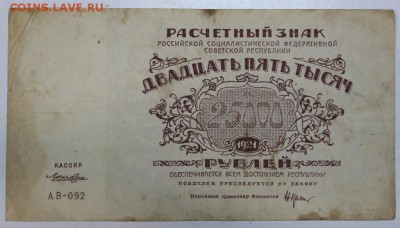 COINS.LAVE.RU
РАСЧЕТНЫЙ ЗНАК
РОССИЙСКОЙ СОЦИАЛИСТИЧЕСКОЙ ФЕДЕРАТИВНОЙ
СОВЕТСКОЙ РЕСПУБЛИКИ
ДВАДЦАТЬ ПЯТЬ ТЫСЯЧ
25000
1921
РУБЛЕЙ
ОБЕСПЕЧИВАЕТСЯ ВСЕМ ДОСТОЯНИЕМ РЕСПУБЛИКИ
ПОДДЕЛКА ПРЕСЛЕДУЕТСЯ ПО ЗАКОНУ
КАССИР
Народный комиссар Финансов
АВ-092